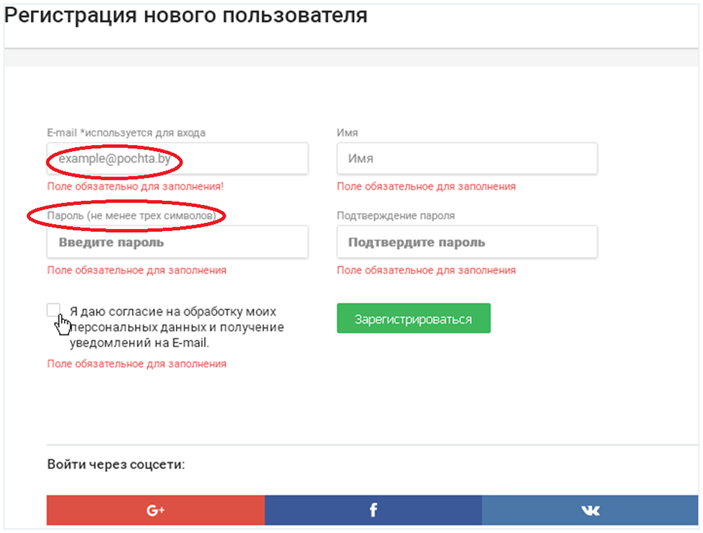 Регистрация нового пользователя
E-mail *используется для входа
Имя
example@pochta.by
Имя
Поле обязательно для заполнения!
Поле обязательное для заполнения
Пароль (не менее трех символов)
Подтверждение пароля
Введите пароль
Подтвердите пароль
Поле обязательное для заполнения
Поле обязательное для заполнения
Я даю согласие на обработку моих
персональных данных и получение
уведомлений на E-mail.
Зарегистрироваться
Поле обязательное для заполнения
Войти через соцсети:
G+
f